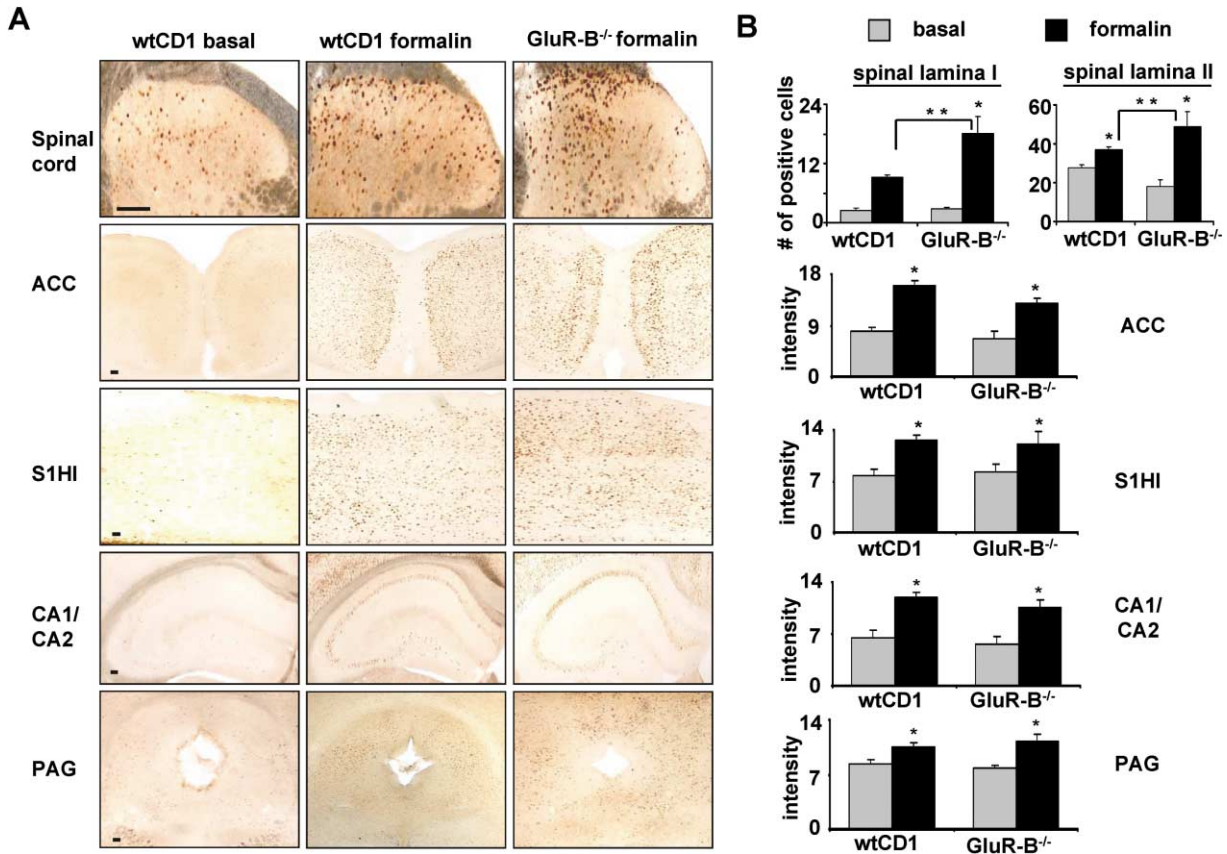 A
wtCD1 basal
wtCD1 formalin
GluR-B-/- formalin
Spinal
cord
ACC
S1HI
CA1/
CA2
PAG
B
basal
formalin
spinal lamina I
spinal lamina II
# of positive cells
24
12
0
* *
*
wtCD1
GluR-B-/-
60
40
20
0
*
* *
*
wtCD1
GluR-B-/-
intensity
18
9
0
*
*
wtCD1
GluR-B-/-
ACC
intensity
14
7
0
*
*
wtCD1
GluR-B-/-
S1HI
intensity
14
7
0
*
*
wtCD1
GluR-B-/-
CA1/
CA2
intensity
14
7
0
*
*
wtCD1
GluR-B-/-
PAG